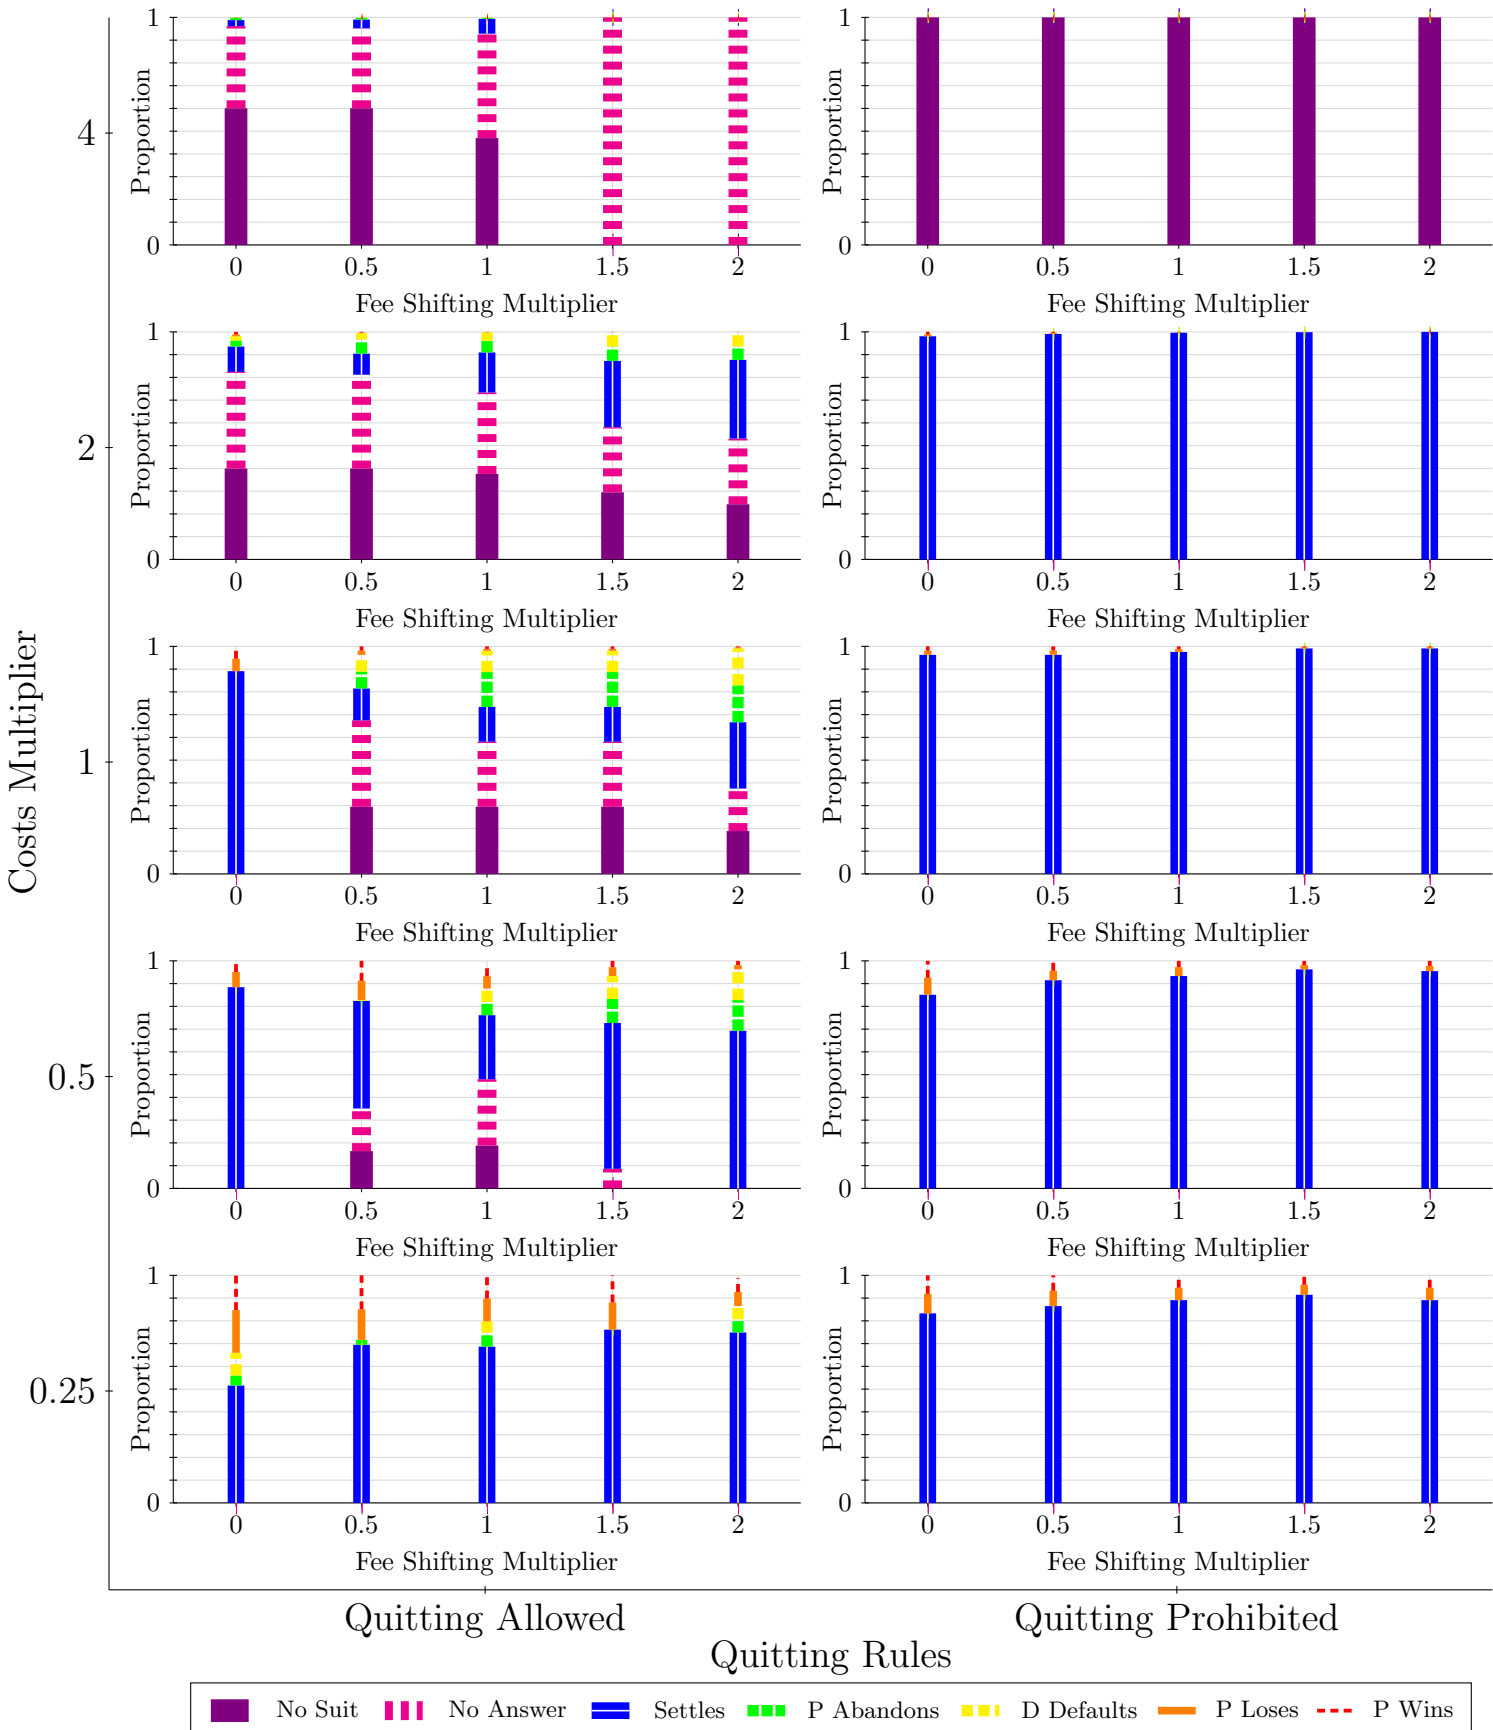 Costs Multiplier
4
Proportion
1
0
0 0.5 1 1.5 2
Fee Shifting Multiplier
Proportion
1
0
0 0.5 1 1.5 2
Fee Shifting Multiplier
2
Proportion
1
0
0 0.5 1 1.5 2
Fee Shifting Multiplier
Proportion
1
0
0 0.5 1 1.5 2
Fee Shifting Multiplier
1
Proportion
1
0
0 0.5 1 1.5 2
Fee Shifting Multiplier
Proportion
1
0
0 0.5 1 1.5 2
Fee Shifting Multiplier
0.5
Proportion
1
0
0 0.5 1 1.5 2
Fee Shifting Multiplier
Proportion
1
0
0 0.5 1 1.5 2
Fee Shifting Multiplier
0.25
Proportion
1
0
0 0.5 1 1.5 2
Fee Shifting Multiplier
Proportion
1
0
0 0.5 1 1.5 2
Fee Shifting Multiplier
Quitting Allowed
Quitting Prohibited
Quitting Rules
No Suit No Answer Settles P Abandons D Defaults P Loses P Wins